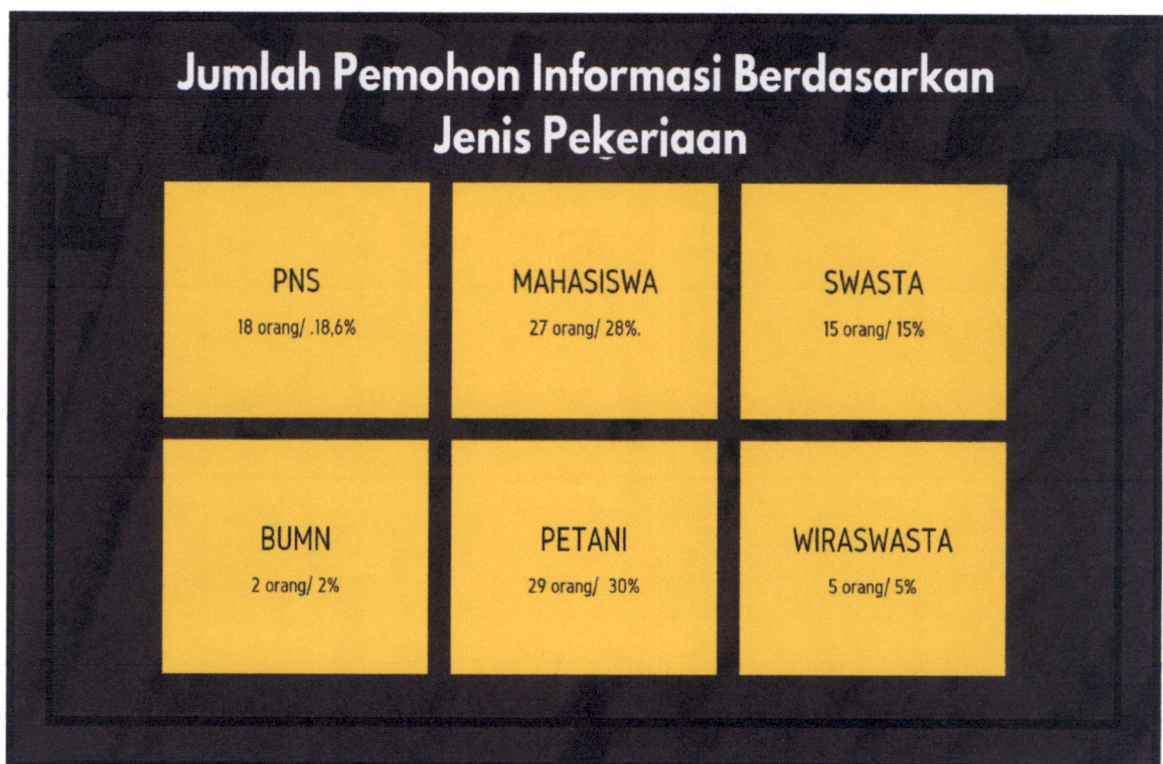 Jumlah Pemohon Informasi Berdasarkan
Jenis Pekerjaan
PNS
18 orang/ .18,6%
MAHASISWA
27 orang/ 28%.
SWASTA
15 orang/ 15%
BUMN
2 orang/ 2%
PETANI
29 orang/ 30%
WIRASWASTA
5 orang/ 5%